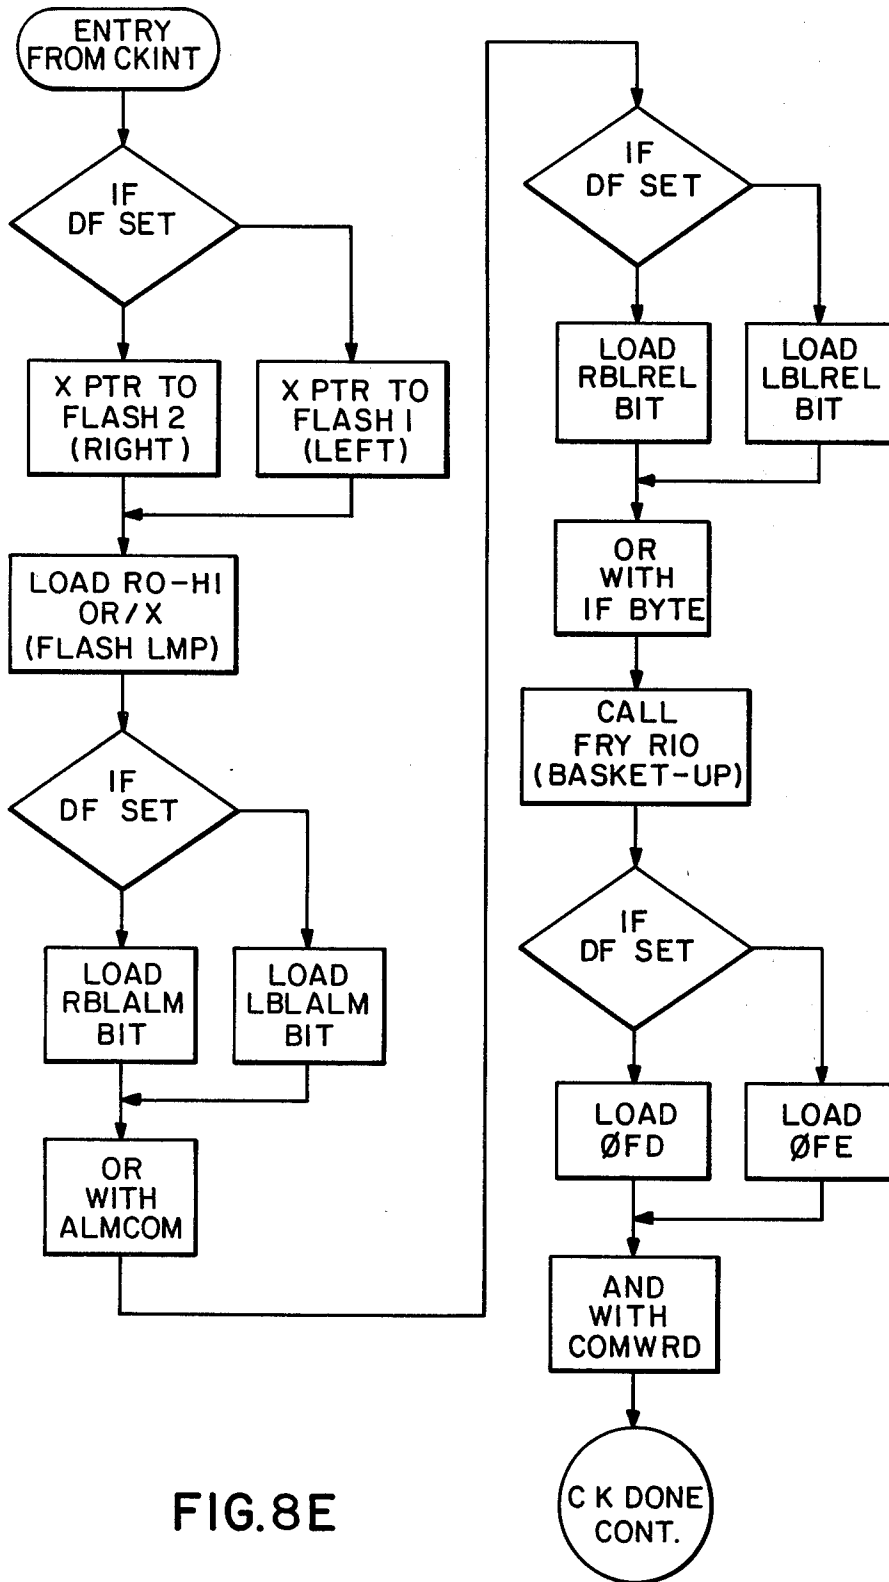 ENTRY
FROM CKINT
IF
DF SET
X PTR TO
FLASH 2
(RIGHT)
X PTR TO
FLASH 1
(LEFT)
LOAD RO-HI
OR/X
(FLASH LMP)
IF
DF SET
LOAD
RBLALM
BIT
LOAD
LBLALM
BIT
OR
WITH
ALMCOM
IF
DF SET
LOAD
RBLREL
BIT
LOAD
LBLREL
BIT
OR
WITH
IF BYTE
CALL
FRY RIO
(BASKET-UP)
IF
DF SET
LOAD
ØFD
LOAD
ØFE
AND
WITH
COMWRD
C K DONE
CONT.
FIG.8E